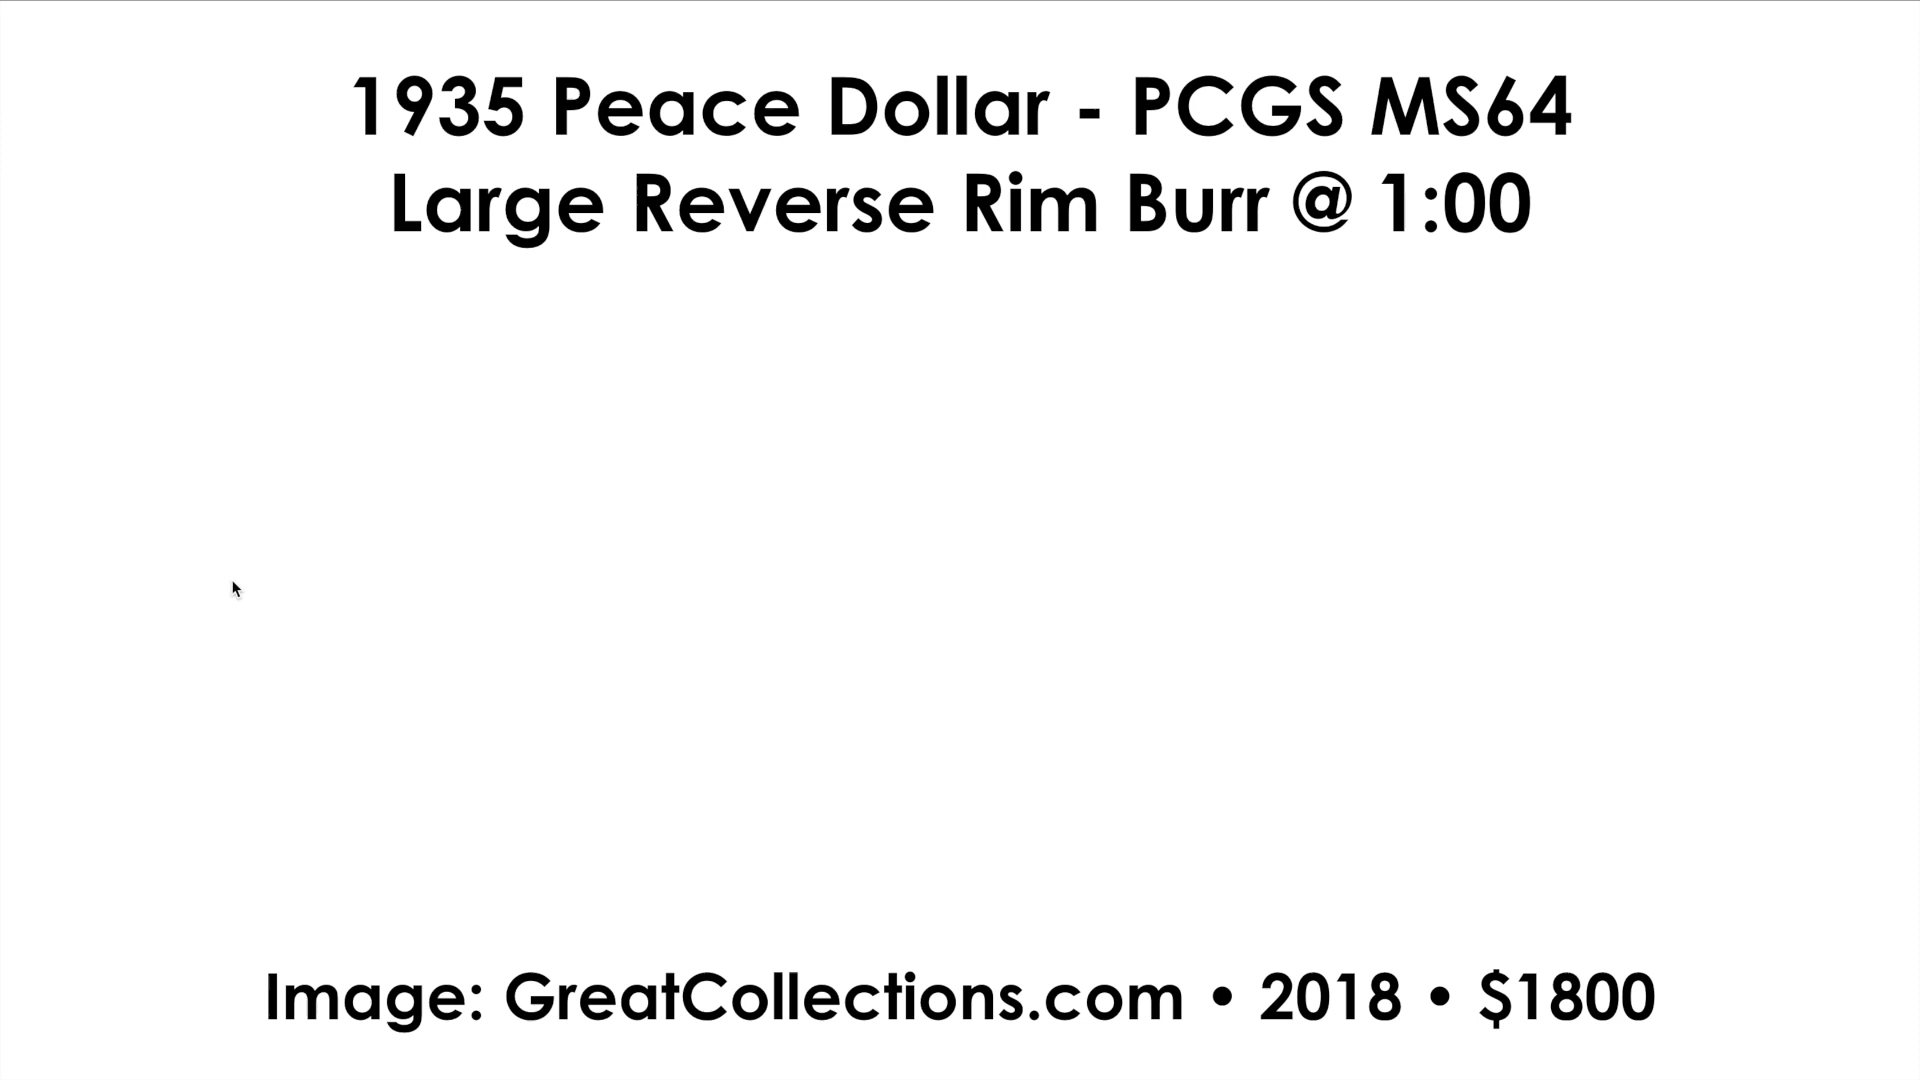 1935 Peace Dollar - PCGS MS64
Large Reverse Rim Burr @ 1:00
Image: GreatCollections.com • 2018 • $1800